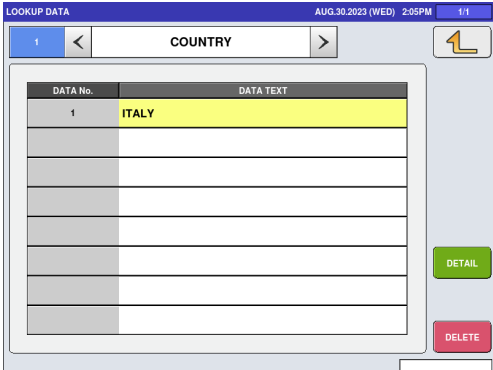 LOOKUP DATA AUG.30.2023 (WED) 2:05PM 1/1
1 < COUNTRY >
DATA No. DATA TEXT
1 ITALY
DETAIL
DELETE